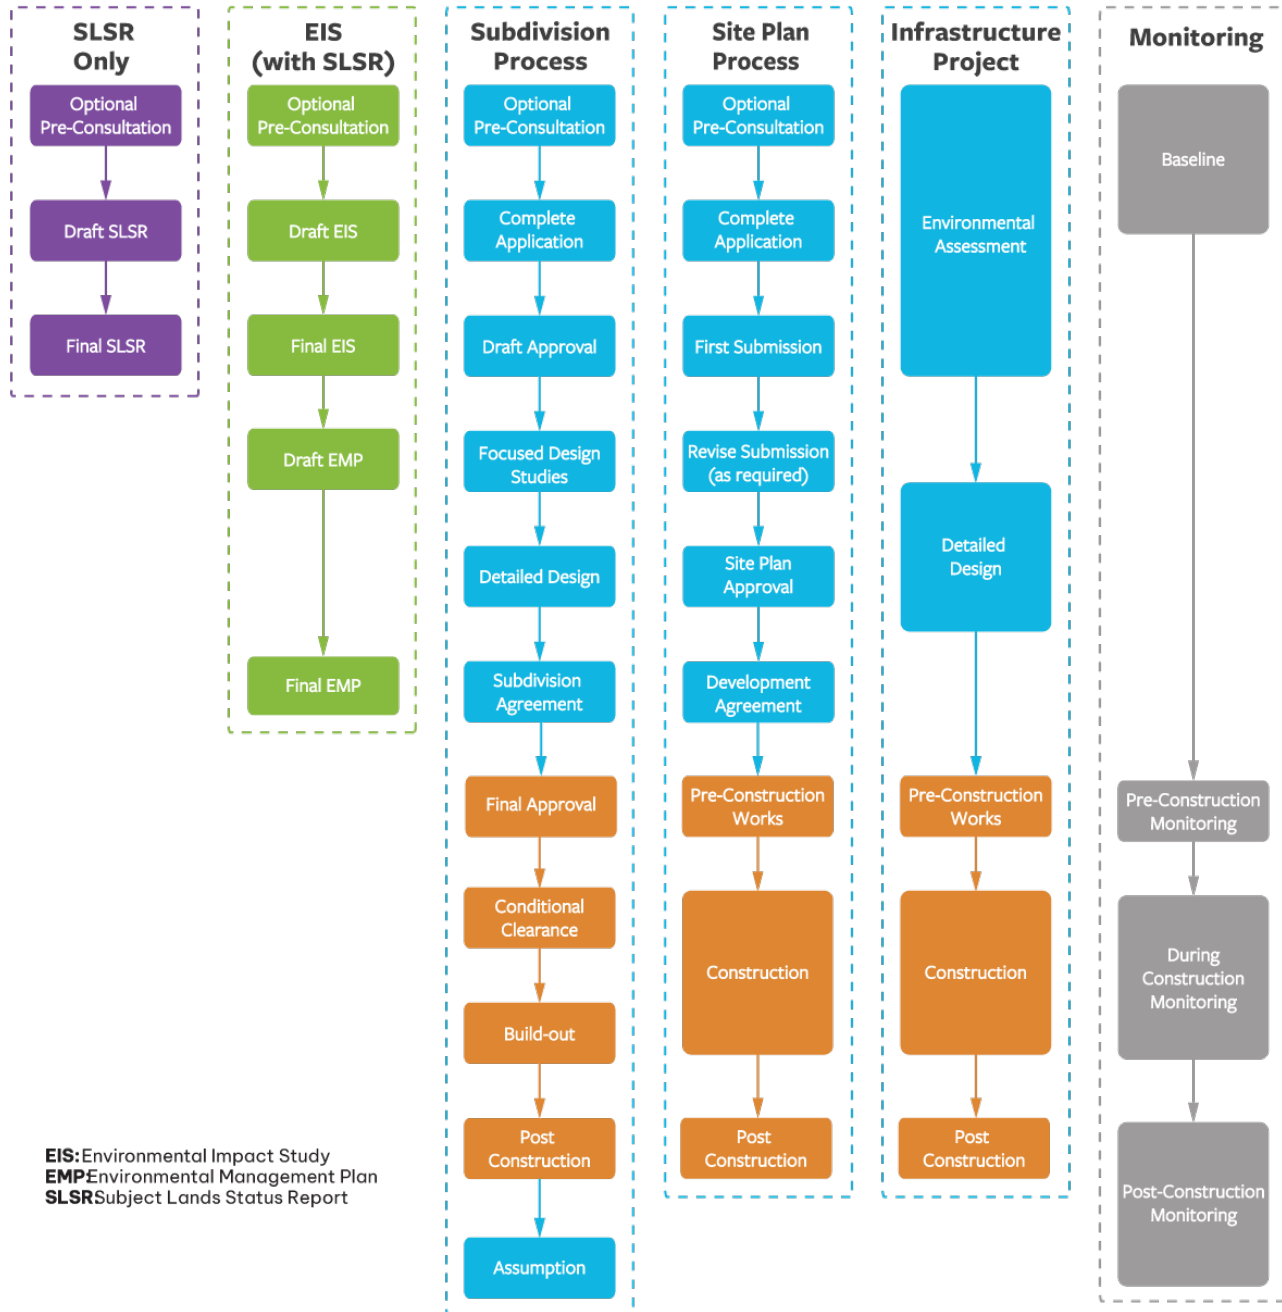 SLSR
Only
Optional
Pre-Consultation
Draft SLSR
Final SLSR
EIS
(with SLSR)
Optional
Pre-Consultation
Draft EIS
Final EIS
Draft EMP
Final EMP
Subdivision
Process
Optional
Pre-Consultation
Complete
Application
Draft Approval
Focused Design
Studies
Detailed Design
Subdivision
Agreement
Final Approval
Conditional
Clearance
Build-out
Post
Construction
Assumption
Site Plan
Process
Optional
Pre-Consultation
Complete
Application
First Submission
Revise Submission
(as required)
Site Plan
Approval
Development
Agreement
Pre-Construction
Works
Construction
Post
Construction
Infrastructure
Project
Environmental
Assessment
Detailed
Design
Pre-Construction
Works
Construction
Post
Construction
Monitoring
Baseline
Pre-Construction
Monitoring
During
Construction
Monitoring
Post-Construction
Monitoring
EIS: Environmental Impact Study
EMP: Environmental Management Plan
SLSR: Subject Lands Status Report